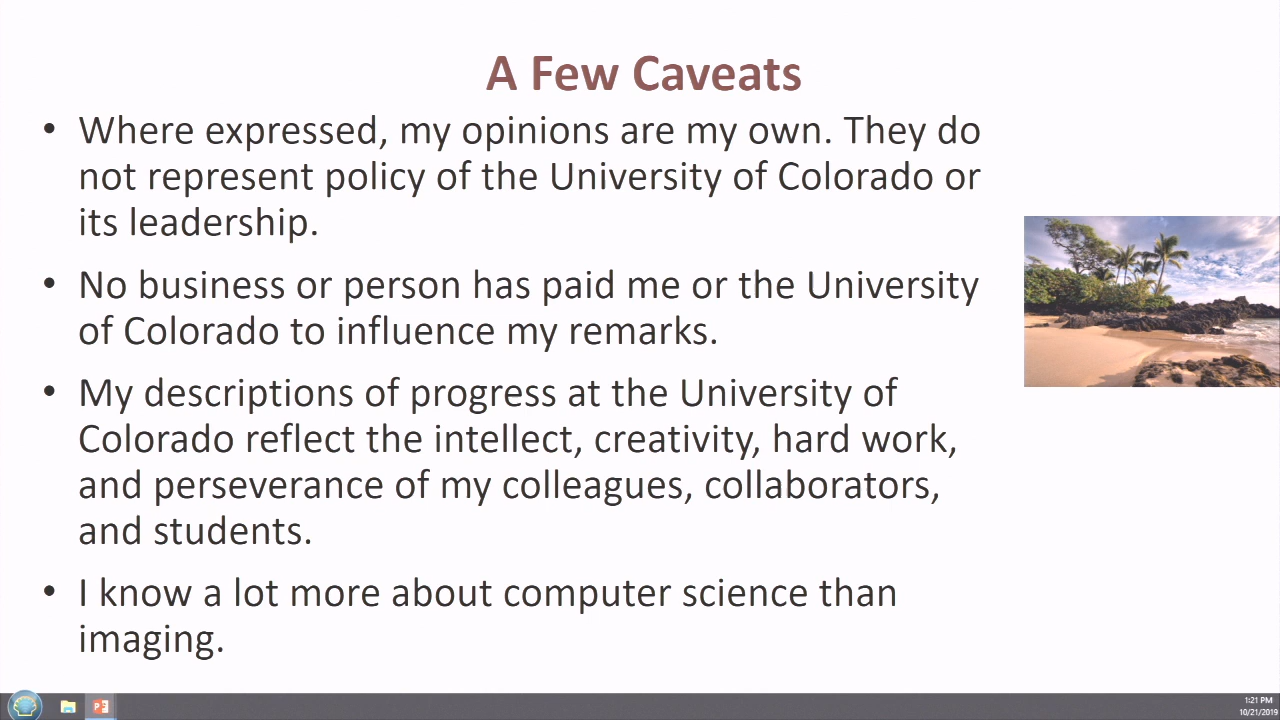 A Few Caveats
• Where expressed, my opinions are my own. They do
not represent policy of the University of Colorado or
its leadership.
• No business or person has paid me or the University
of Colorado to influence my remarks.
• My descriptions of progress at the University of
Colorado reflect the intellect, creativity, hard work,
and perseverance of my colleagues, collaborators,
and students.
• I know a lot more about computer science than
imaging.
1:21 PM
10/21/2019